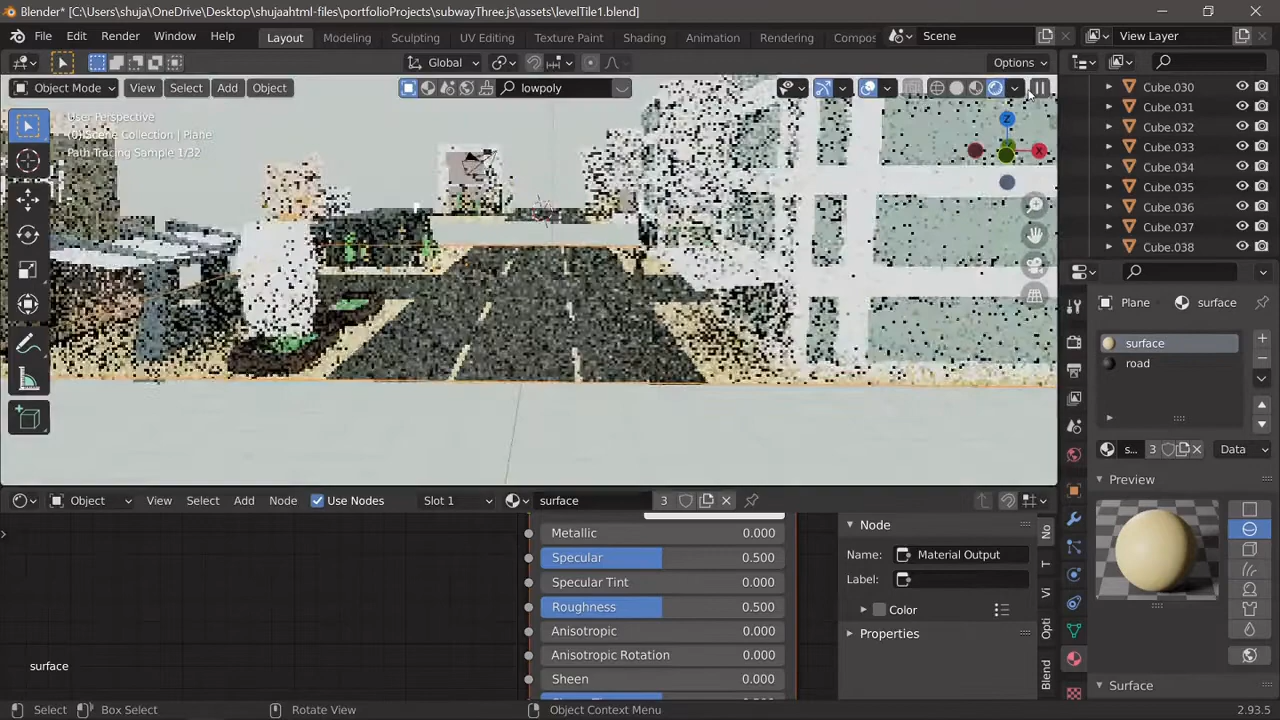 Blender* [C:\Users\shuja\OneDrive\Desktop\shujaahtml-files\portfolioProjects\subwayThree.js\assets\levelTile1.blend]
File Edit Render Window Help Layout Modeling Sculpting UV Editing Texture Paint Shading Animation Rendering Compos Scene View Layer
Global Options
Object Mode View Select Add Object lowpoly
User Perspective
(0) Scene Collection | Plane
Path Tracing Sample 1/32
Z
X
Cube.030
Cube.031
Cube.032
Cube.033
Cube.034
Cube.035
Cube.036
Cube.037
Cube.038
Plane surface
surface
road
s... 3 Data
Preview
Surface
Object View Select Add Node Use Nodes Slot 1 surface 3
Metallic 0.000
Specular 0.500
Specular Tint 0.000
Roughness 0.500
Anisotropic 0.000
Anisotropic Rotation 0.000
Sheen 0.000
surface
Node
Name: Material Output
Label:
Color
Properties
No
T
Vi
Opti
Blend
Select Box Select Rotate View Object Context Menu 2.93.5